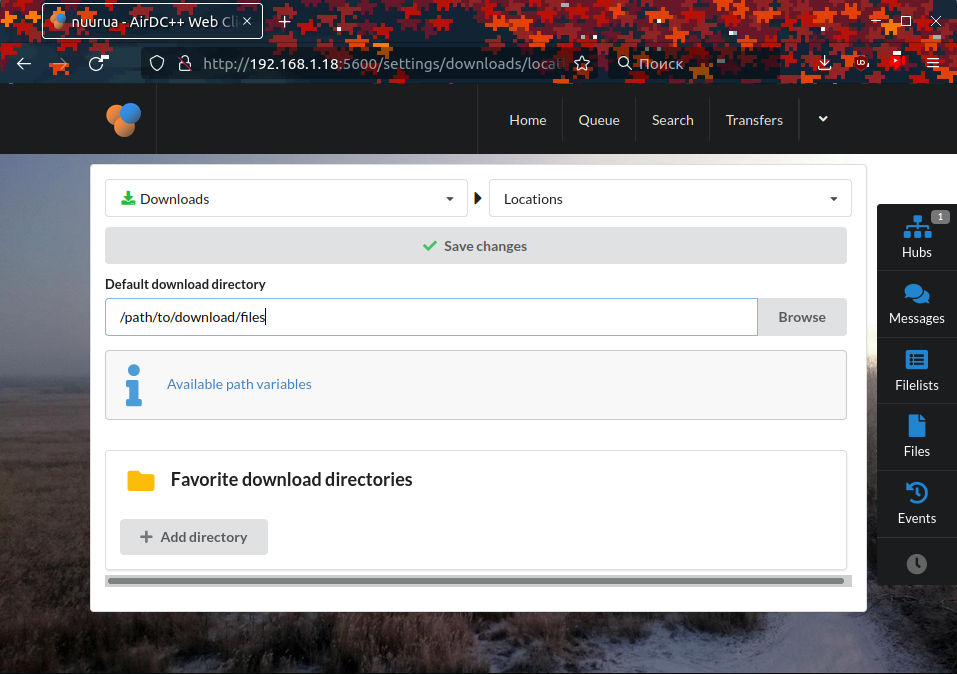 nuurua - AirDC++ Web Cli
http://192.168.1.18:5600/settings/downloads/locat
Поиск
Home
Queue
Search
Transfers
Downloads
Locations
Save changes
Default download directory
/path/to/download/files
Browse
Available path variables
Favorite download directories
Add directory
1
Hubs
Messages
Filelists
Files
Events